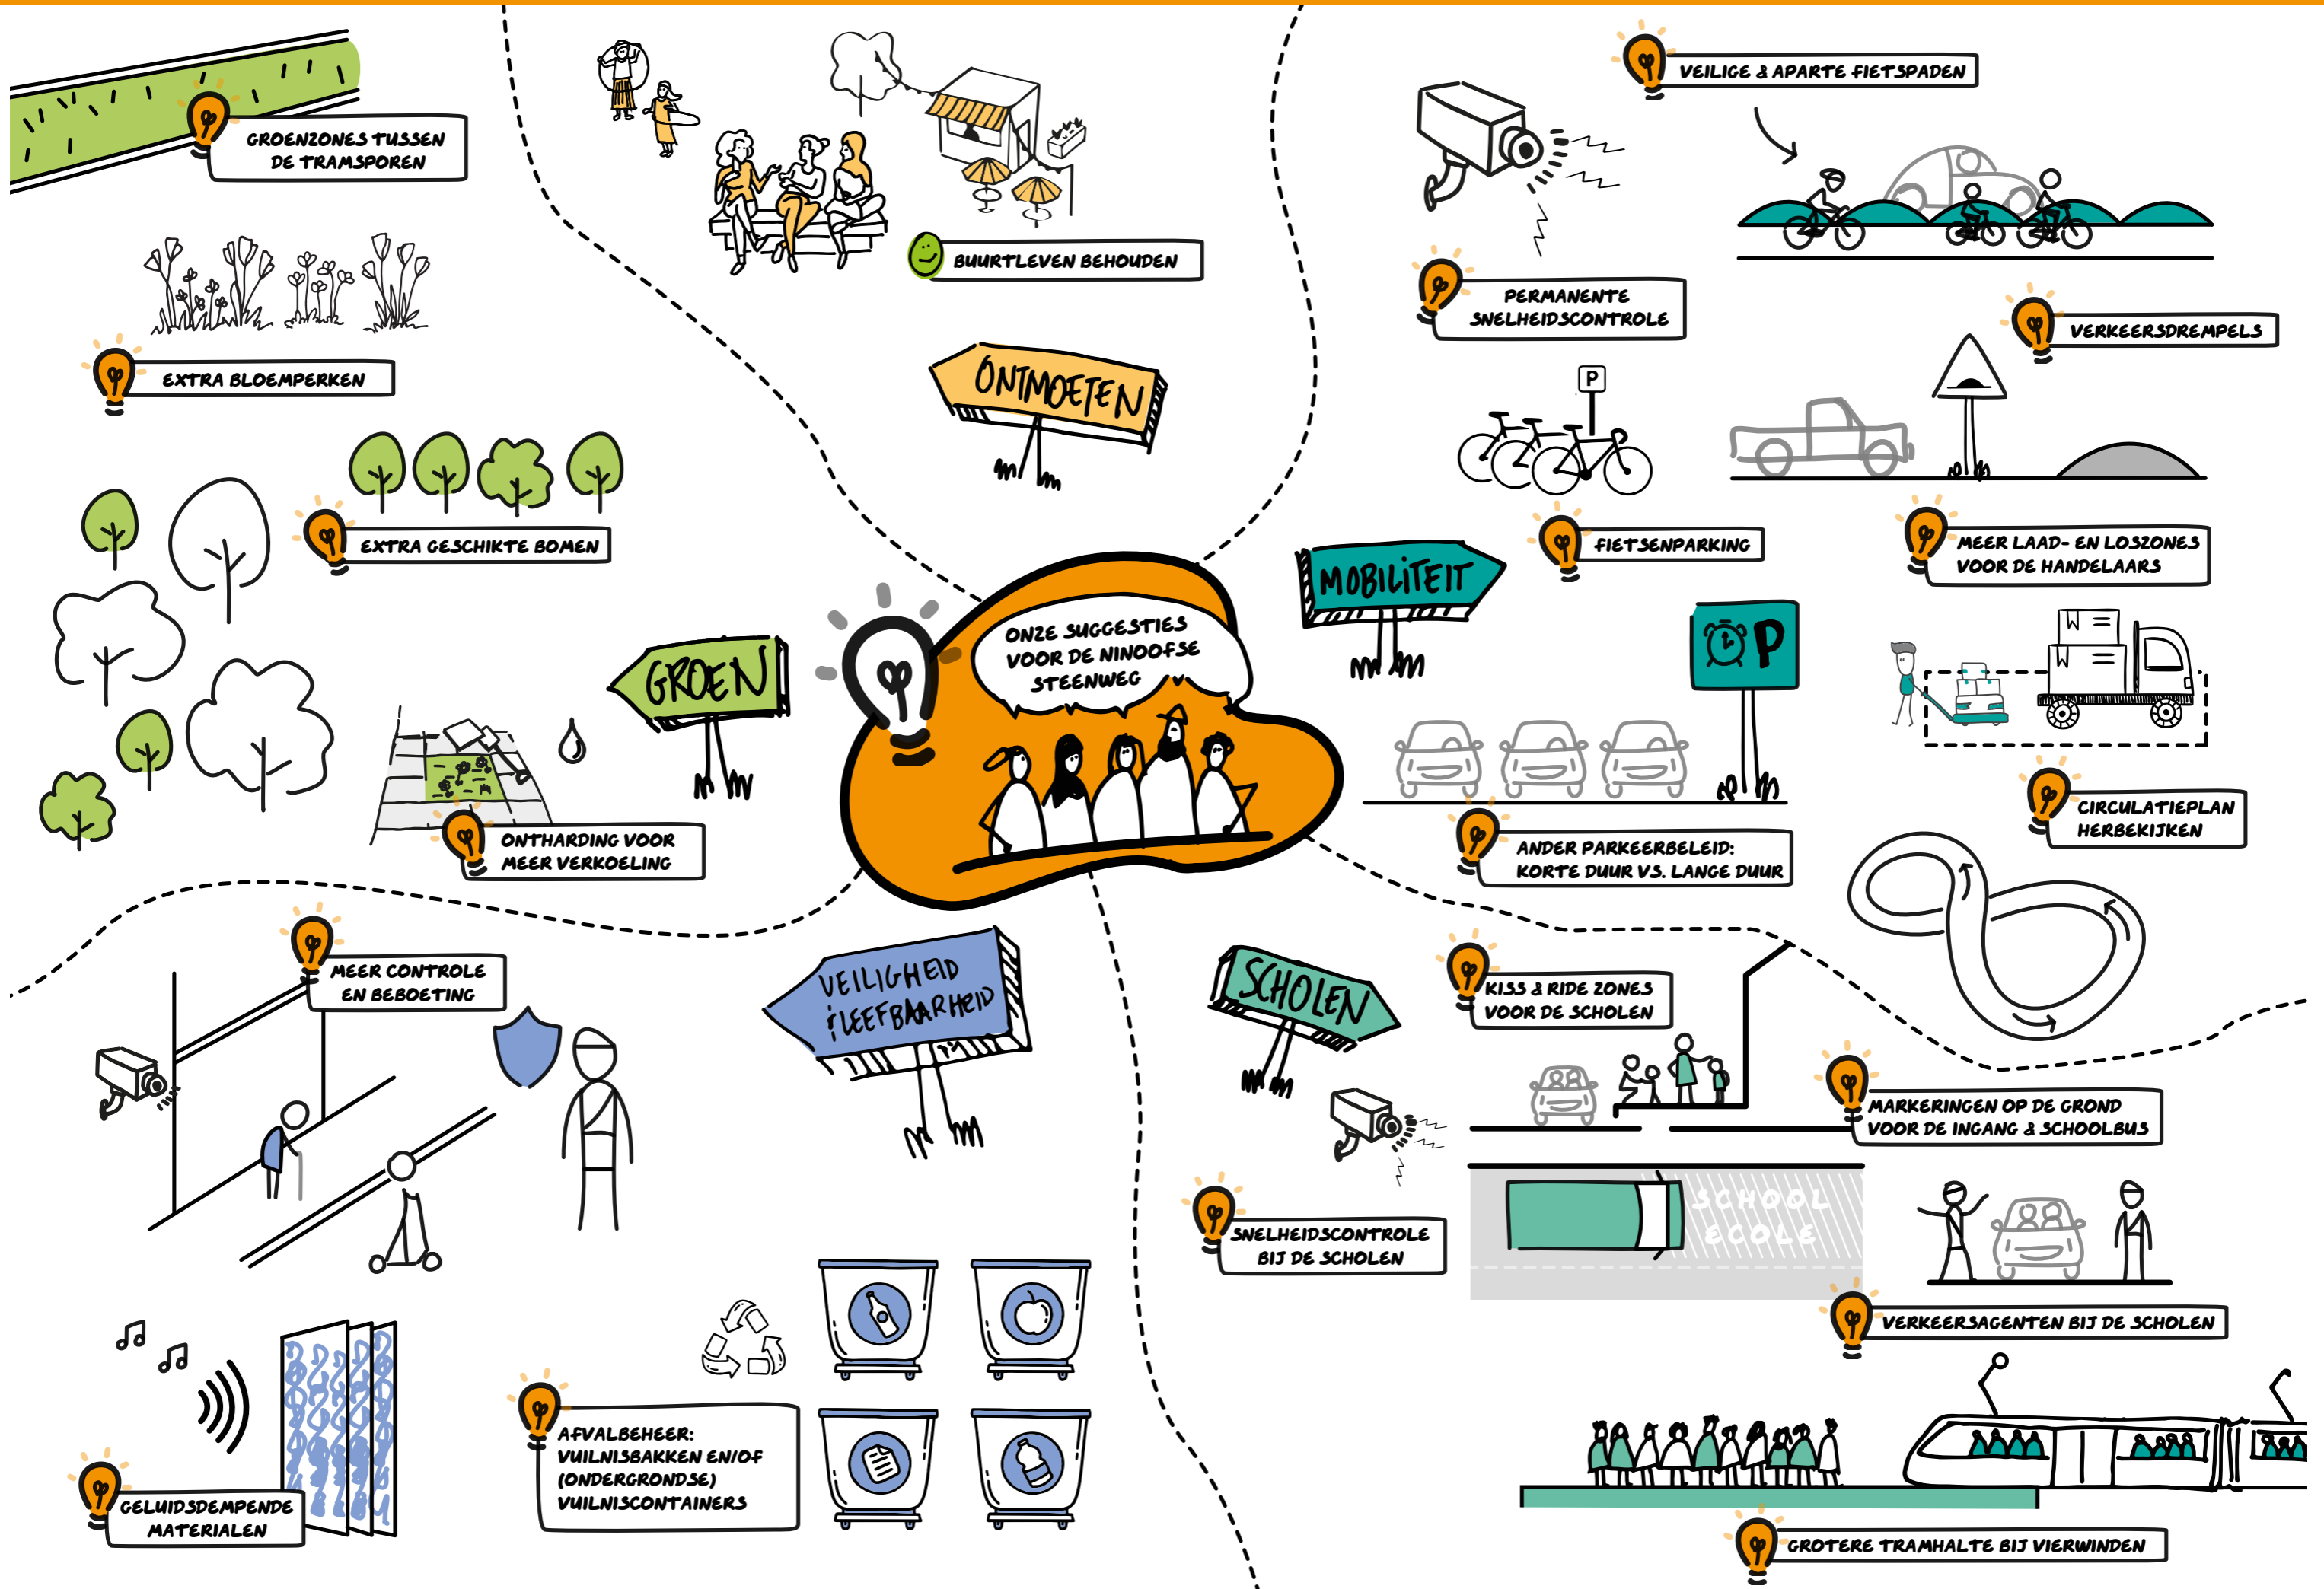 GROENZONES TUSSEN
DE TRAMSPOREN
EXTRA BLOEMPERKEN
EXTRA GESCHIKTE BOMEN
GROEN
ONTHARDING VOOR
MEER VERKOELING
BUURTLEVEN BEHOUDEN
ONTMOETEN
ONZE SUGGESTIES
VOOR DE NINOOFSE
STEENWEG
VEILIGE & APARTE FIETSPADEN
PERMANENTE
SNELHEIDSCONTROLE
VERKEERSDREMPELS
P
FIETSENPARKING
MEER LAAD- EN LOSZONES
VOOR DE HANDELAARS
MOBILITEIT
P
ANDER PARKEERBELEID:
KORTE DUUR VS. LANGE DUUR
CIRCULATIEPLAN
HERBEKIJKEN
MEER CONTROLE
EN BEBOETING
VEILIGHEID
& LEEFBAARHEID
GELUIDSDEMPENDE
MATERIALEN
AFVALBEHEER:
VUILNISBAKKEN EN/OF
(ONDERGRONDSE)
VUILNISCONTAINERS
SCHOLEN
KISS & RIDE ZONES
VOOR DE SCHOLEN
MARKERINGEN OP DE GROND
VOOR DE INGANG & SCHOOLBUS
SCHOOL
ECOLE
SNELHEIDSCONTROLE
BIJ DE SCHOLEN
VERKEERSAGENTEN BIJ DE SCHOLEN
GROTERE TRAMHALTE BIJ VIERWINDEN